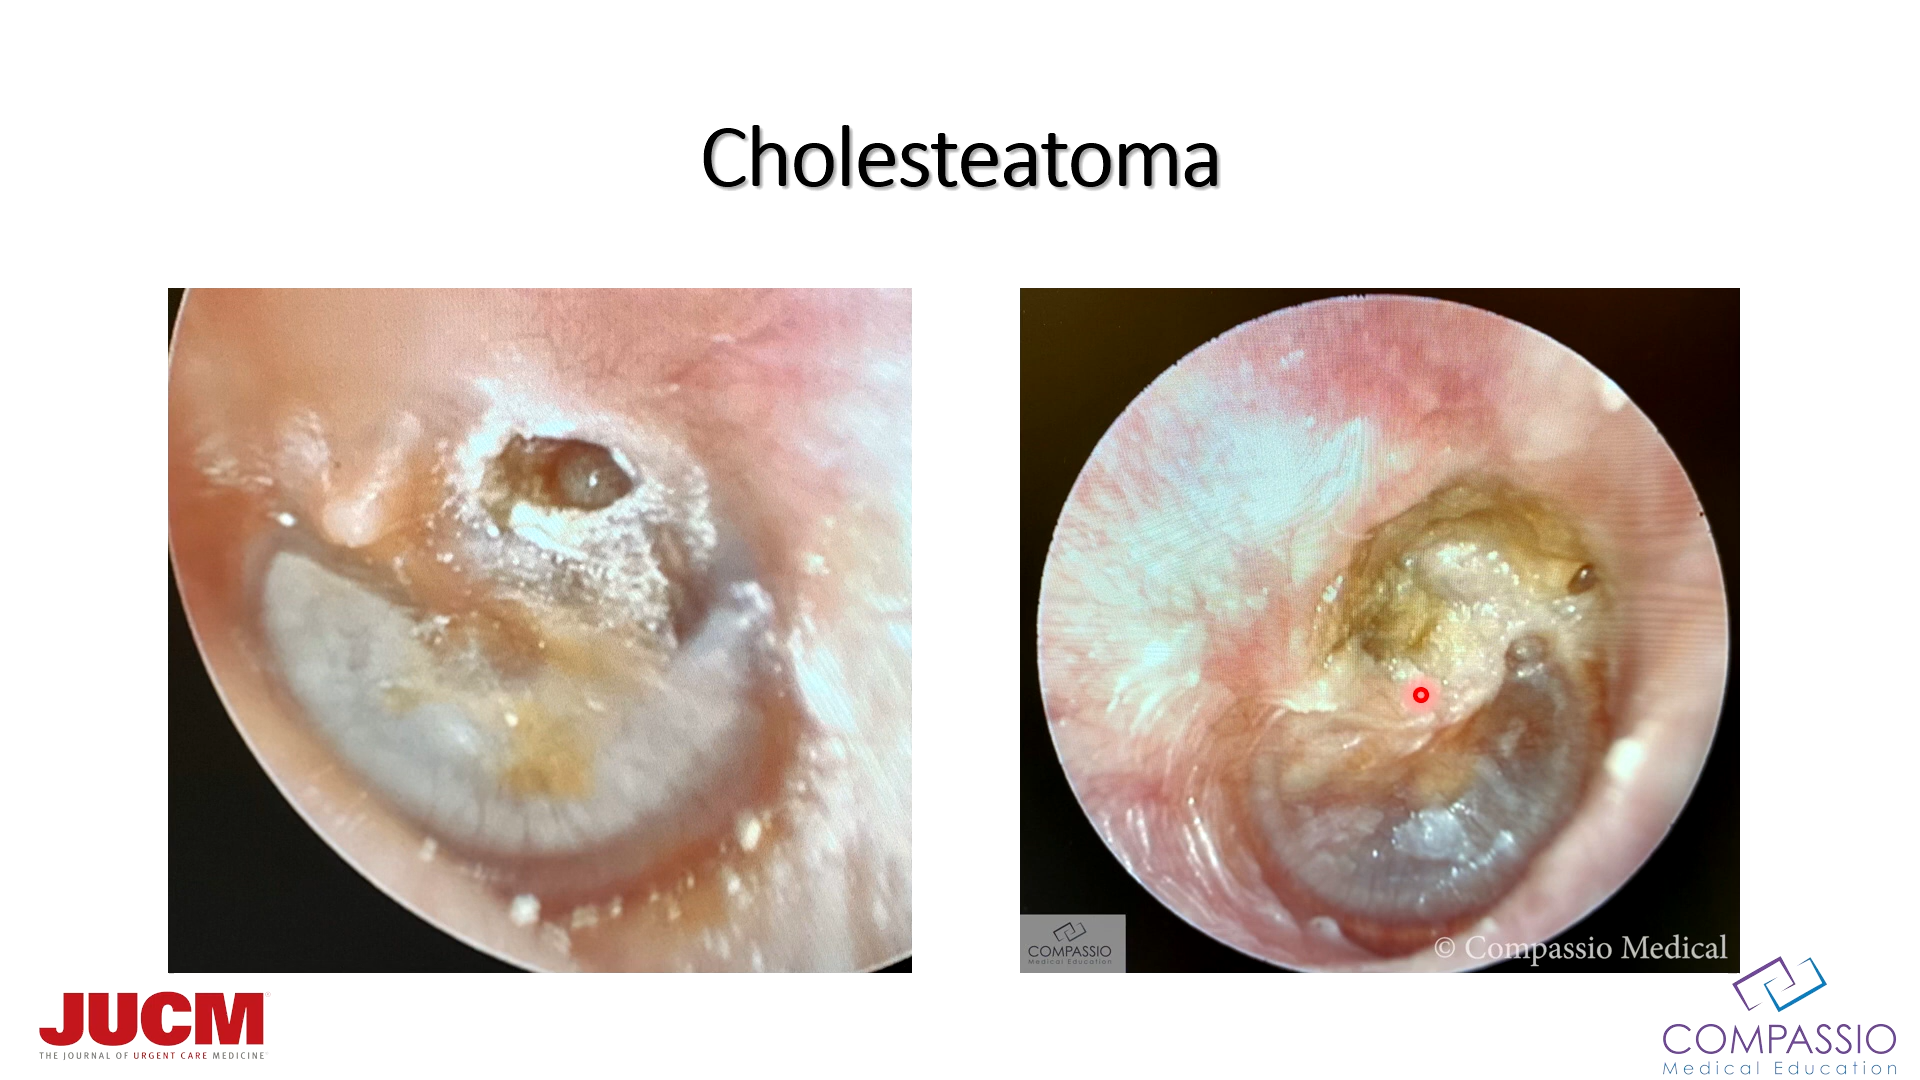 Cholesteatoma
COMPASSIO
Medical Education
© Compassio Medical
JUCM
THE JOURNAL OF URGENT CARE MEDICINE
COMPASSIO
Medical Education